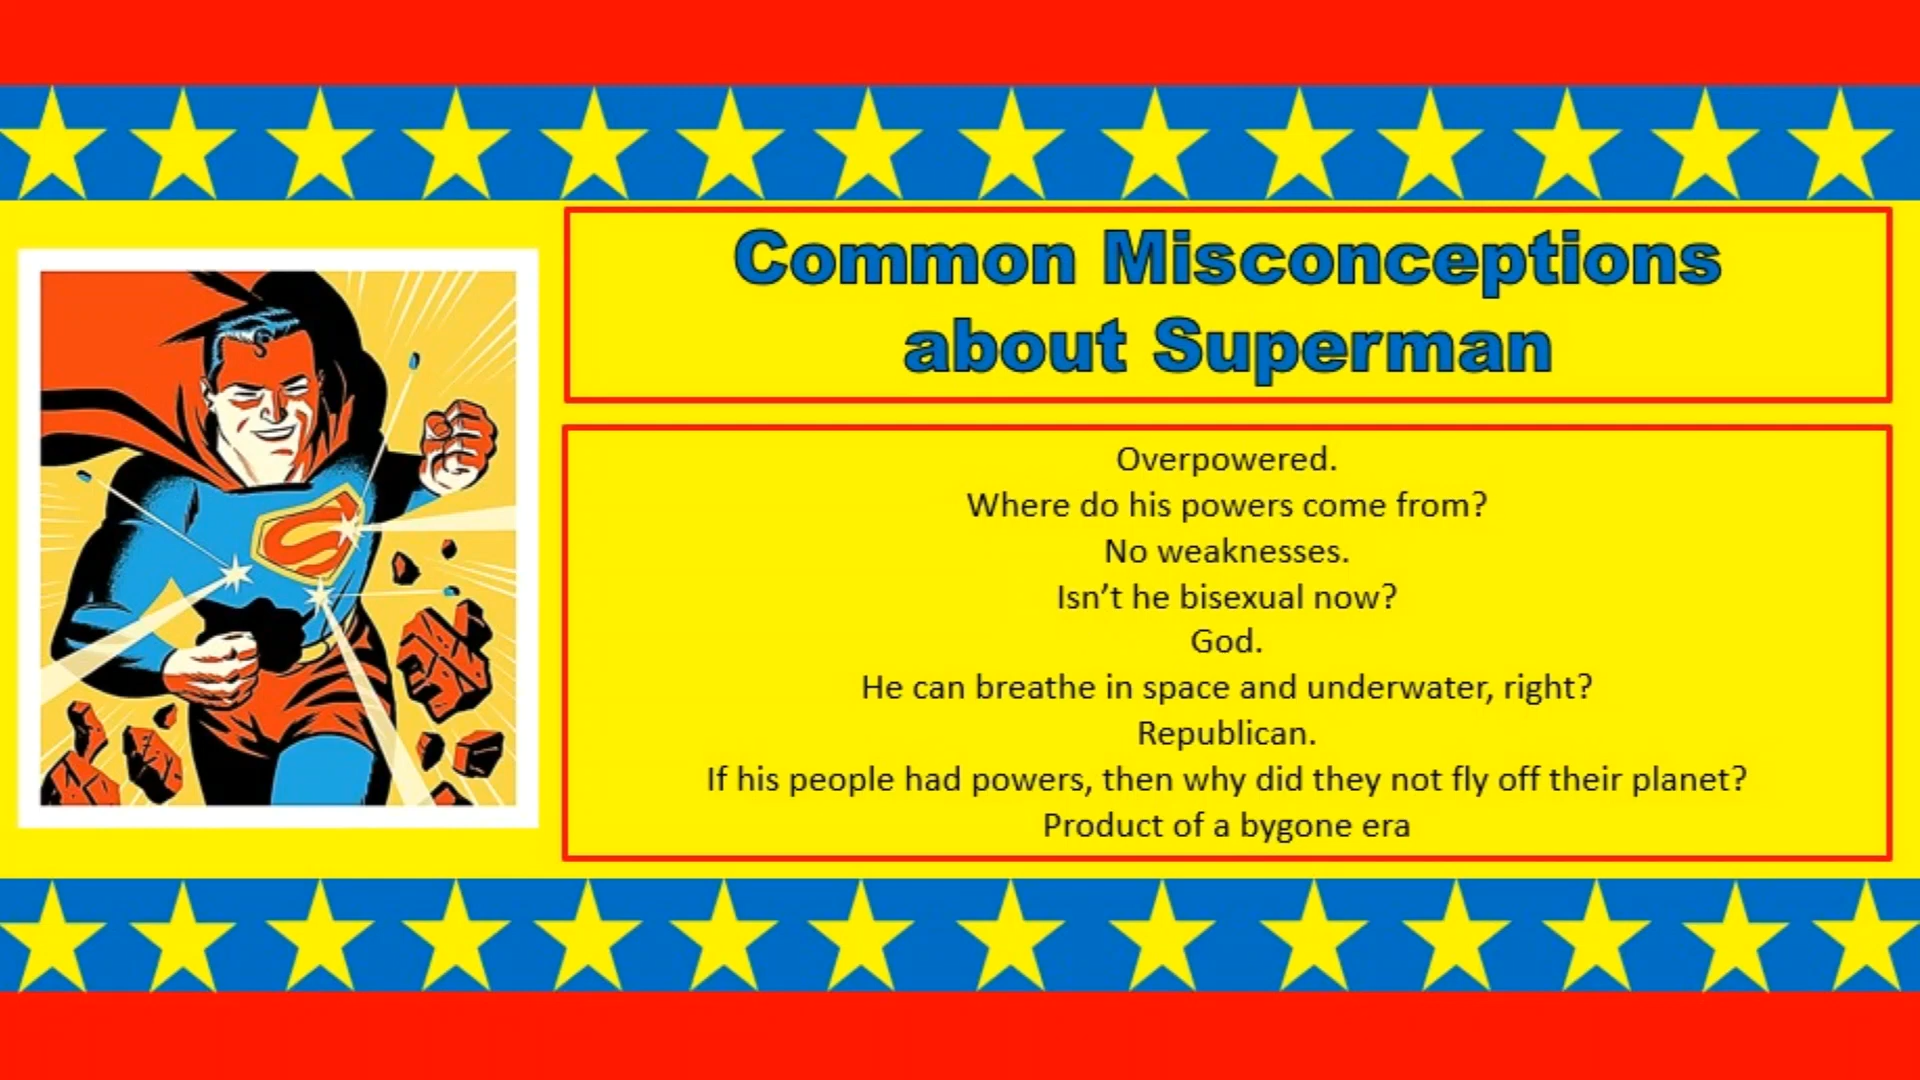 Common Misconceptions
about Superman
Overpowered.
Where do his powers come from?
No weaknesses.
Isn’t he bisexual now?
God.
He can breathe in space and underwater, right?
Republican.
If his people had powers, then why did they not fly off their planet?
Product of a bygone era